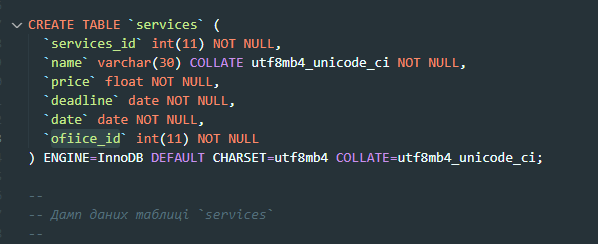 CREATE TABLE `services` (
`services_id` int(11) NOT NULL,
`name` varchar(30) COLLATE utf8mb4_unicode_ci NOT NULL,
`price` float NOT NULL,
`deadline` date NOT NULL,
`date` date NOT NULL,
`ofiice_id` int(11) NOT NULL
) ENGINE=InnoDB DEFAULT CHARSET=utf8mb4 COLLATE=utf8mb4_unicode_ci;
--
-- Дамп даних таблиці `services`
--